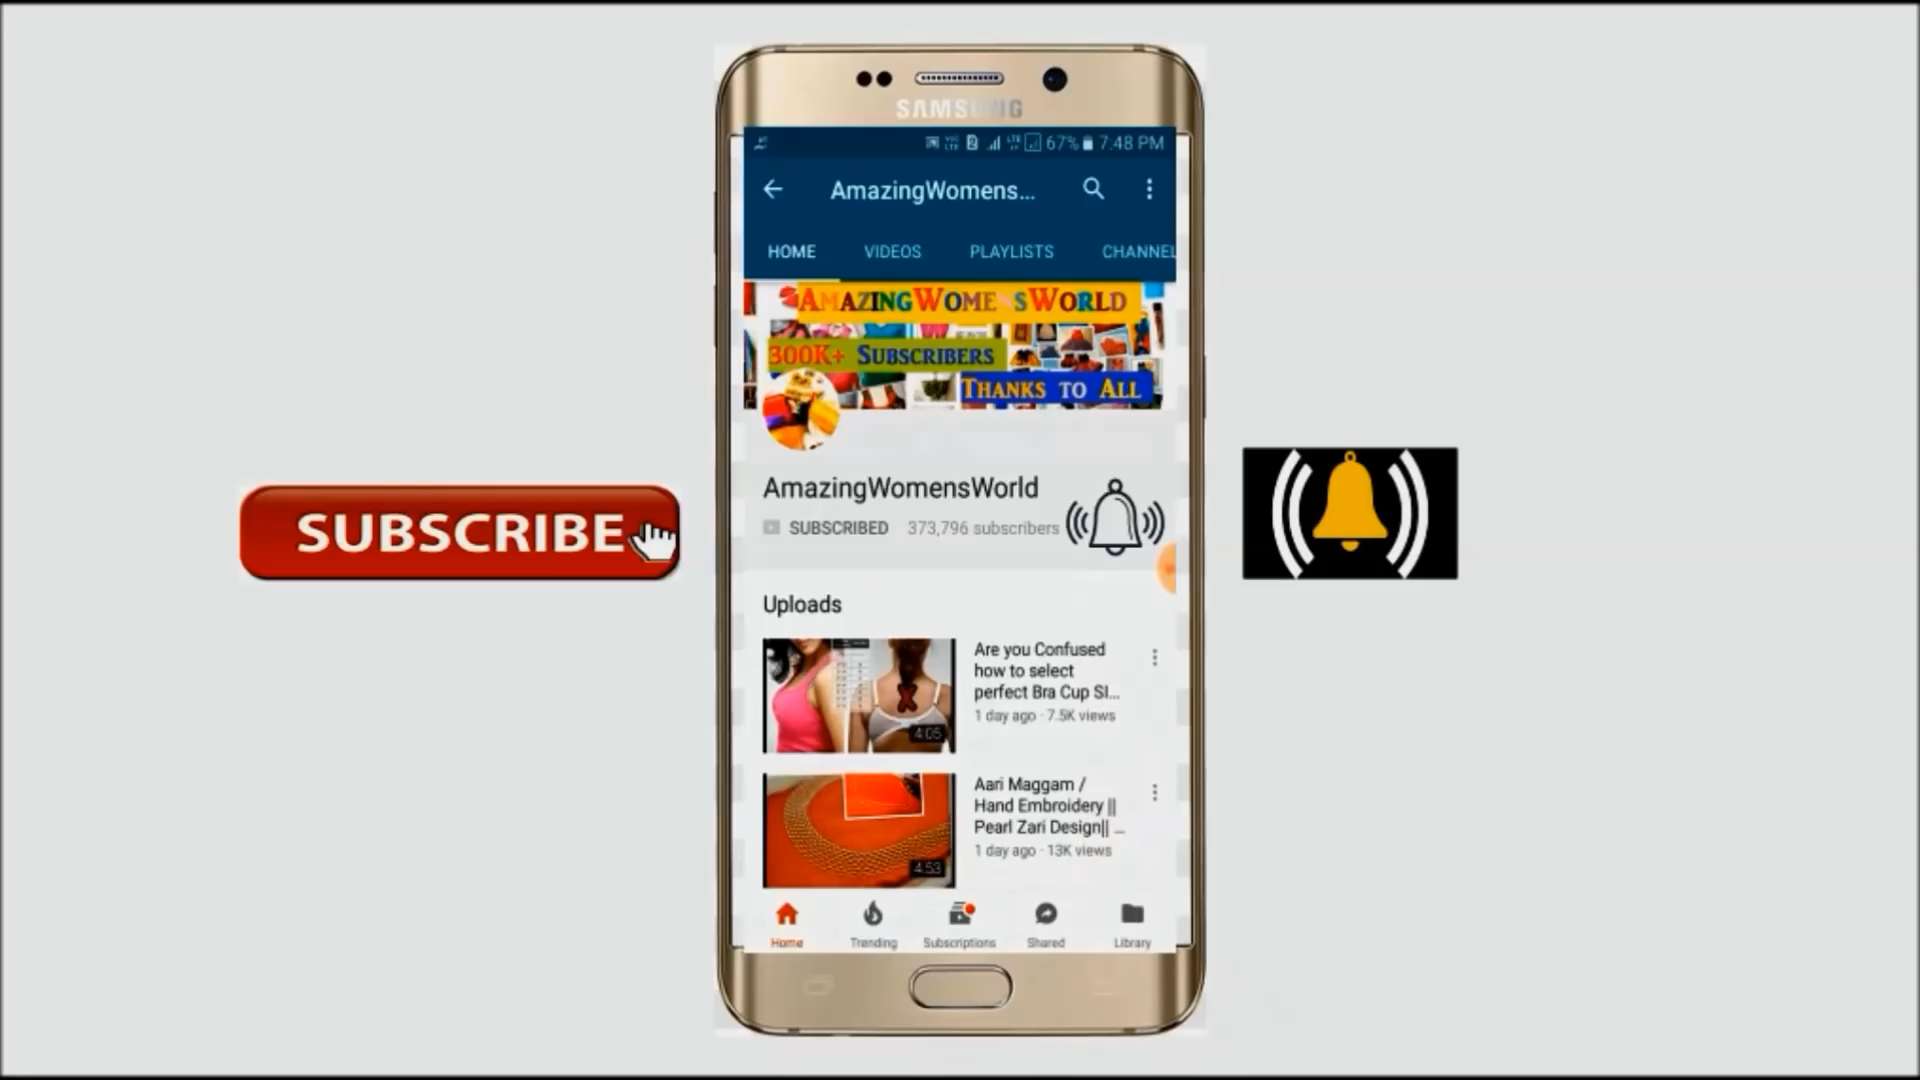 SAMSUNG
67% 7.48 PM
AmazingWomens...
HOME VIDEOS PLAYLISTS CHANNEL
AMAZINGWOMENSWORLD
300K+ SUBSCRIBERS
THANKS TO ALL
AmazingWomensWorld
SUBSCRIBED 373,796 subscribers
SUBSCRIBE
Uploads
Are you Confused
how to select
perfect Bra Cup SI...
1 day ago · 7.5K views
4:05
Aari Maggam /
Hand Embroidery ||
Pearl Zari Design|| ...
1 day ago · 13K views
4:53
Home Trending Subscriptions Shared Library